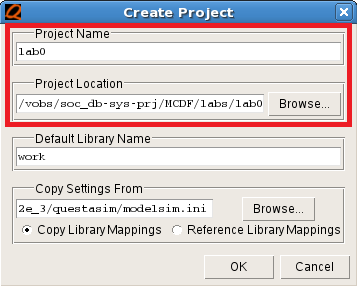 Create Project
Project Name
lab0
Project Location
/vobs/soc_db-sys-prj/MCDF/labs/lab0
Browse...
Default Library Name
work
Copy Settings From
2e_3/questasim/modelsim.ini
Browse...
Copy Library Mappings
Reference Library Mappings
OK
Cancel